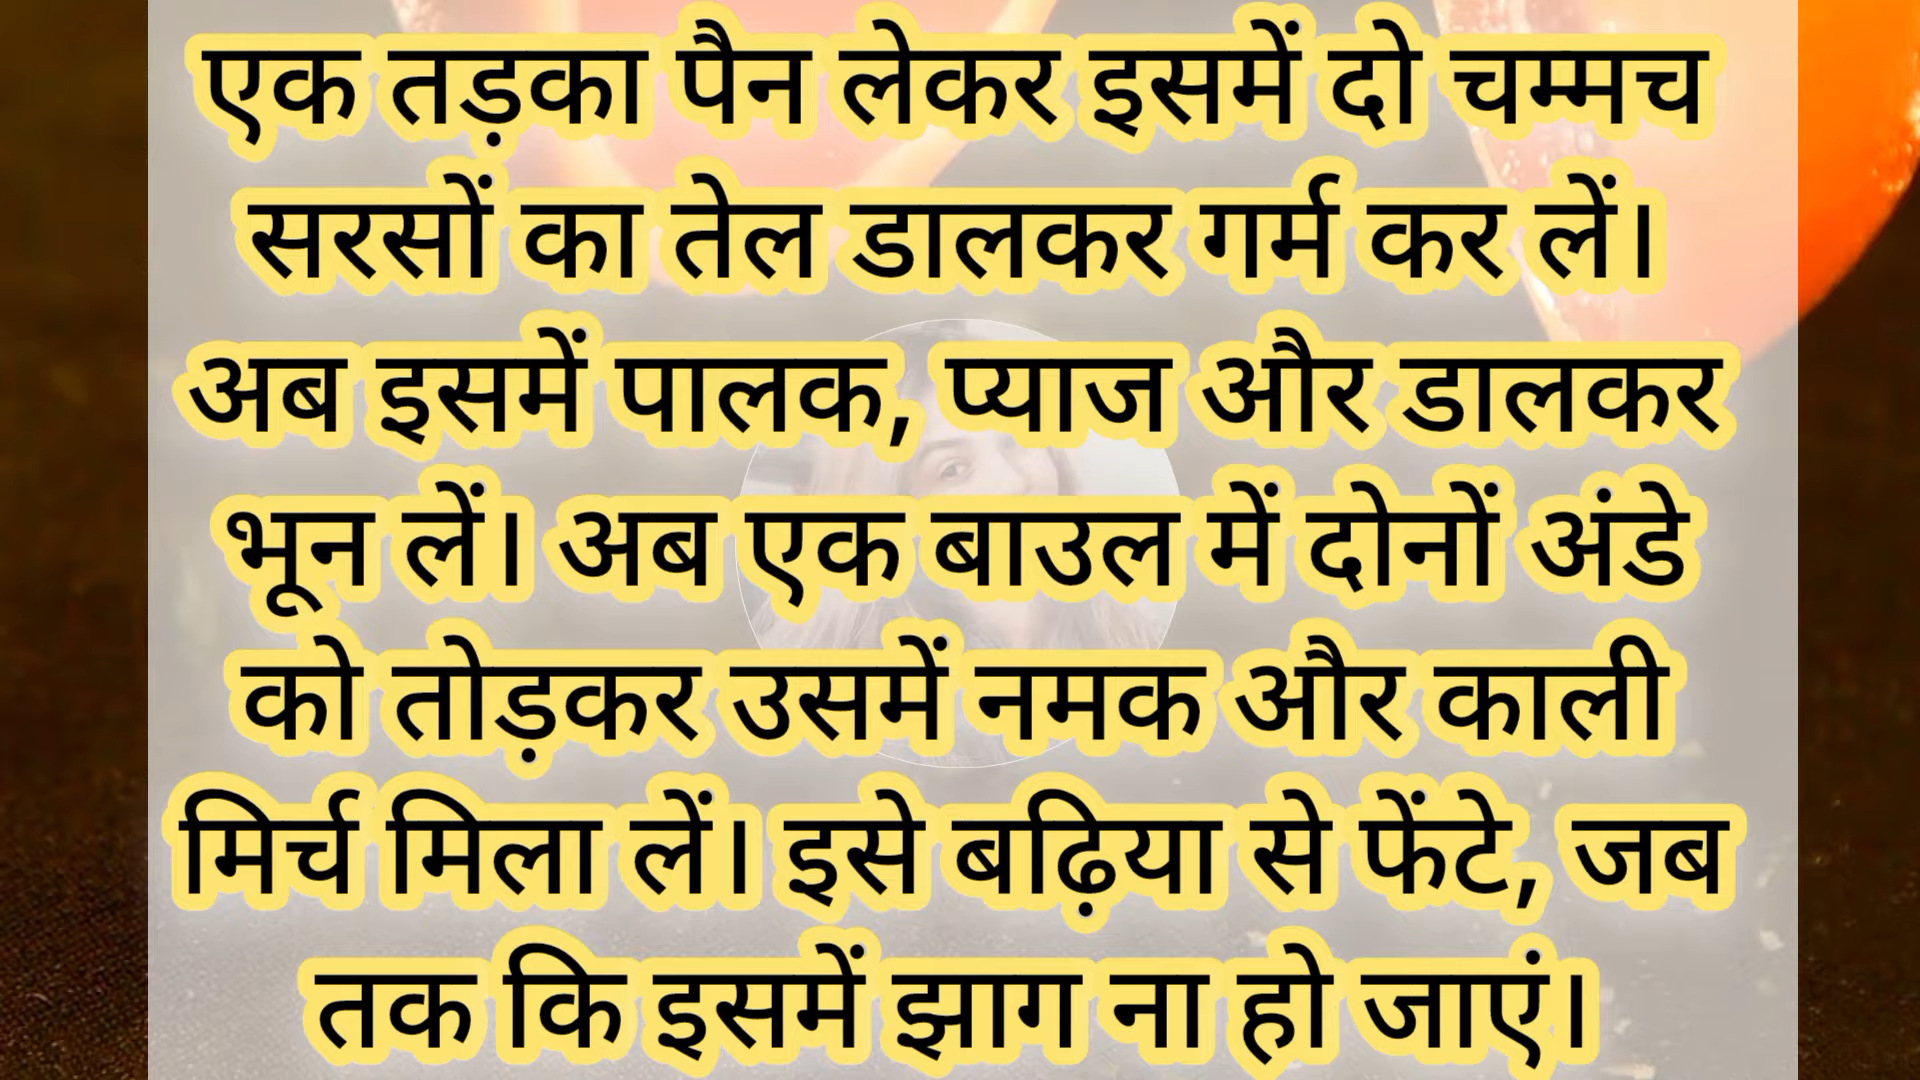 एक तड़का पैन लेकर इसमें दो चम्मच
सरसों का तेल डालकर गर्म कर लें।
अब इसमें पालक, प्याज और डालकर
भून लें। अब एक बाउल में दोनों अंडे
को तोड़कर उसमें नमक और काली
मिर्च मिला लें। इसे बढ़िया से फेंटे, जब
तक कि इसमें झाग ना हो जाएं।